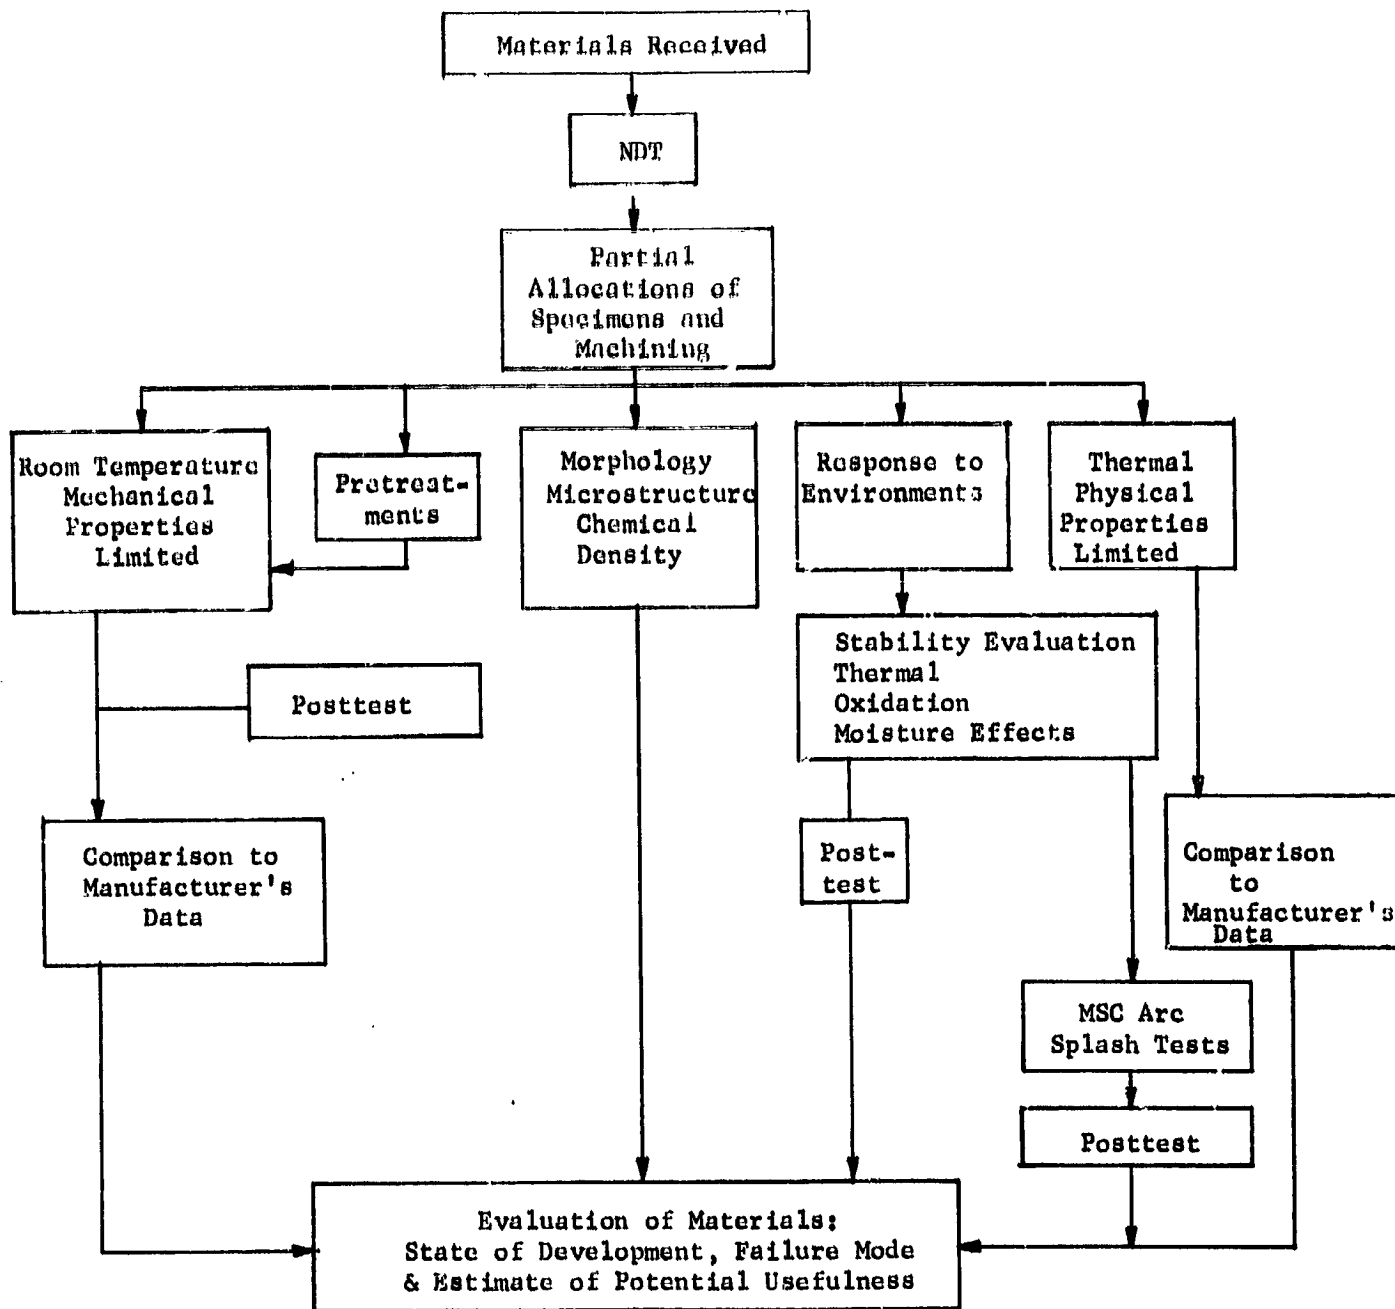 Materials Received
NDT
Partial
Allocations of
Specimens and
Machining
Room Temperature
Mechanical
Properties
Limited
Pretreat-
ments
Morphology
Microstructure
Chemical
Density
Response to
Environments
Thermal
Physical
Properties
Limited
Stability Evaluation
Thermal
Oxidation
Moisture Effects
Posttest
Comparison to
Manufacturer's
Data
Post-
test
Comparison
to
Manufacturer's
Data
MSC Arc
Splash Tests
Posttest
Evaluation of Materials:
State of Development, Failure Mode
& Estimate of Potential Usefulness